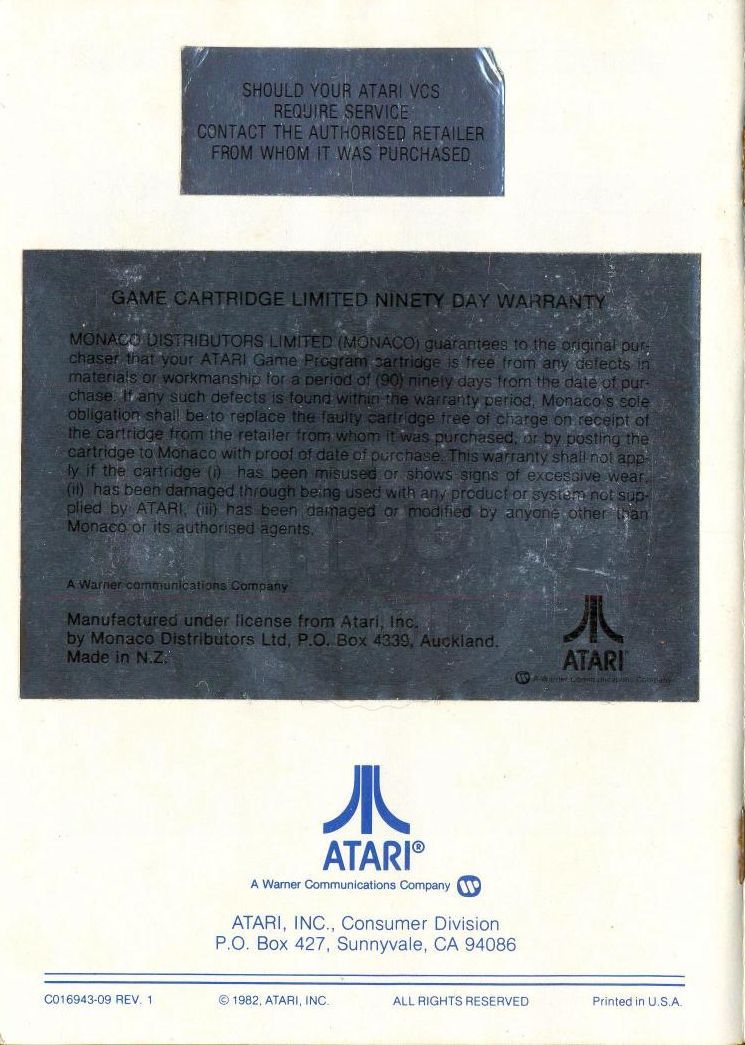 SHOULD YOUR ATARI VCS
REQUIRE SERVICE
CONTACT THE AUTHORISED RETAILER
FROM WHOM IT WAS PURCHASED
GAME CARTRIDGE LIMITED NINETY DAY WARRANTY
MONACO DISTRIBUTORS LIMITED (MONACO) guarantees to the original pur-
chaser that your ATARI Game Program cartridge is free from any defects in
materials or workmanship for a period of (90) ninety days from the date of pur-
chase. If any such defects is found within the warranty period, Monaco's sole
obligation shall be to replace the faulty cartridge free of charge on receipt of
the cartridge from the retailer from whom it was purchased, or by posting the
cartridge to Monaco with proof of date of purchase. This warranty shall not app-
ly if the cartridge (i) has been misused or shows signs of excessive wear,
(ii) has been damaged through being used with any product or system not sup-
plied by ATARI, (iii) has been damaged or modified by anyone other than
Monaco or its authorised agents.
A Warner communications Company
Manufactured under license from Atari, Inc.
by Monaco Distributors Ltd, P.O. Box 4339, Auckland.
Made in N.Z.
ATARI
A Warner Communications Company
ATARI®
A Warner Communications Company
ATARI, INC., Consumer Division
P.O. Box 427, Sunnyvale, CA 94086
C016943-09 REV. 1 © 1982, ATARI, INC. ALL RIGHTS RESERVED Printed in U.S.A.